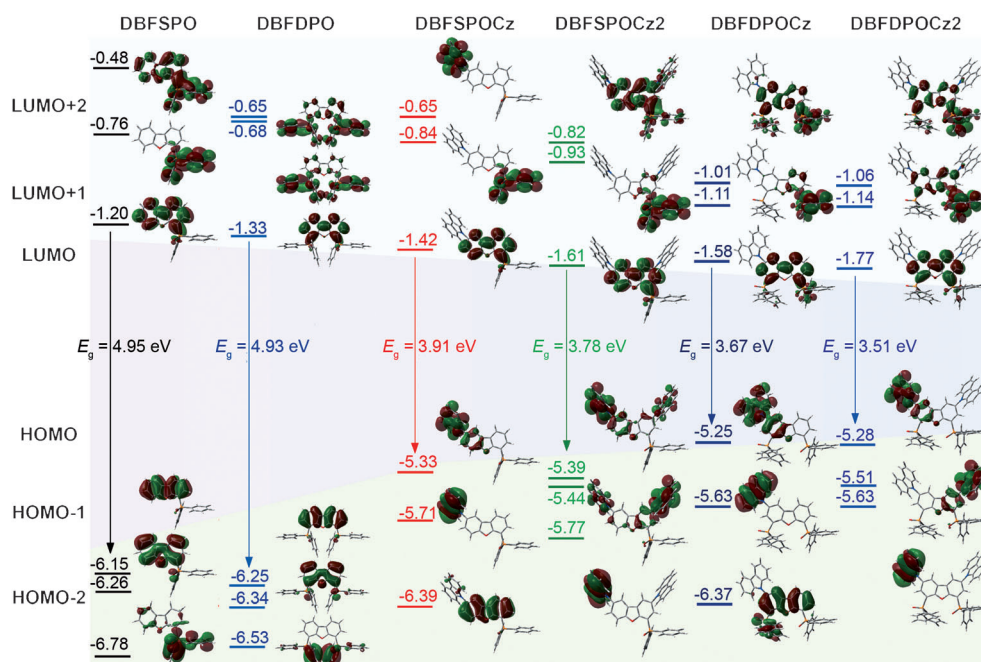 DBFSPO DBFDPO DBFSPOCz DBFSPOCz2 DBFDPOCz DBFDPOCz2
-0.48
LUMO+2 -0.65 -0.65
-0.76 -0.68 -0.84 -0.82
-0.93
LUMO+1 -1.01 -1.06
-1.11 -1.14
-1.20 -1.33 -1.42
LUMO -1.61 -1.58 -1.77
Eg = 4.95 eV Eg = 4.93 eV Eg = 3.91 eV Eg = 3.78 eV Eg = 3.67 eV Eg = 3.51 eV
HOMO -5.25 -5.28
-5.33 -5.39
-5.51
HOMO-1 -5.71 -5.44 -5.63 -5.63
-5.77
-6.15
-6.26 -6.25
HOMO-2 -6.34 -6.39 -6.37
-6.78 -6.53